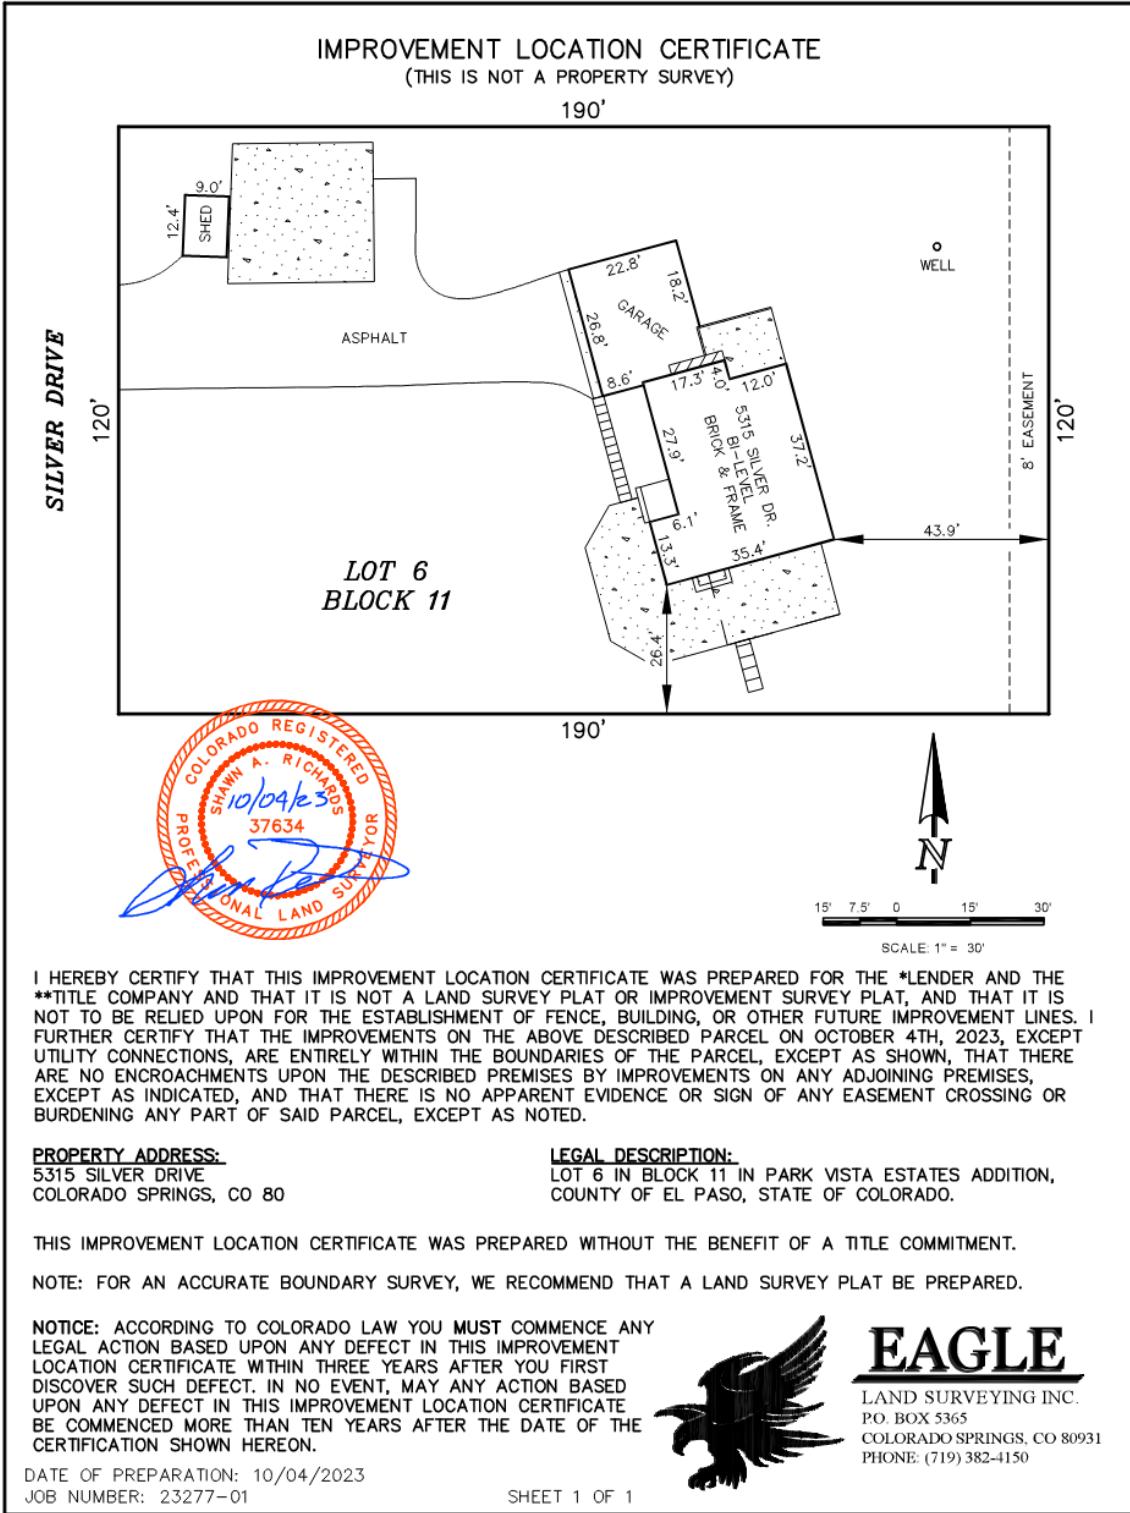 IMPROVEMENT LOCATION CERTIFICATE
(THIS IS NOT A PROPERTY SURVEY)
190'
9.0'
12.4'
SHED
22.8'
18.2'
GARAGE
26.8'
8.6'
WELL
ASPHALT
SILVER DRIVE
120'
17.3'
4.0'
12.0'
27.9'
5315 SILVER DR.
BI-LEVEL
BRICK & FRAME
37.2'
8' EASEMENT
120'
6.1'
13.3'
35.4'
43.9'
LOT 6
BLOCK 11
26.4'
190'
COLORADO REGISTERED
SHAWN A. RICHARDS
10/04/23
37634
PROFESSIONAL LAND SURVEYOR
N
15' 7.5' 0 15' 30'
SCALE: 1" = 30'
I HEREBY CERTIFY THAT THIS IMPROVEMENT LOCATION CERTIFICATE WAS PREPARED FOR THE *LENDER AND THE
**TITLE COMPANY AND THAT IT IS NOT A LAND SURVEY PLAT OR IMPROVEMENT SURVEY PLAT, AND THAT IT IS
NOT TO BE RELIED UPON FOR THE ESTABLISHMENT OF FENCE, BUILDING, OR OTHER FUTURE IMPROVEMENT LINES. I
FURTHER CERTIFY THAT THE IMPROVEMENTS ON THE ABOVE DESCRIBED PARCEL ON OCTOBER 4TH, 2023, EXCEPT
UTILITY CONNECTIONS, ARE ENTIRELY WITHIN THE BOUNDARIES OF THE PARCEL, EXCEPT AS SHOWN, THAT THERE
ARE NO ENCROACHMENTS UPON THE DESCRIBED PREMISES BY IMPROVEMENTS ON ANY ADJOINING PREMISES,
EXCEPT AS INDICATED, AND THAT THERE IS NO APPARENT EVIDENCE OR SIGN OF ANY EASEMENT CROSSING OR
BURDENING ANY PART OF SAID PARCEL, EXCEPT AS NOTED.
PROPERTY ADDRESS:
5315 SILVER DRIVE
COLORADO SPRINGS, CO 80
LEGAL DESCRIPTION:
LOT 6 IN BLOCK 11 IN PARK VISTA ESTATES ADDITION,
COUNTY OF EL PASO, STATE OF COLORADO.
THIS IMPROVEMENT LOCATION CERTIFICATE WAS PREPARED WITHOUT THE BENEFIT OF A TITLE COMMITMENT.
NOTE: FOR AN ACCURATE BOUNDARY SURVEY, WE RECOMMEND THAT A LAND SURVEY PLAT BE PREPARED.
NOTICE: ACCORDING TO COLORADO LAW YOU MUST COMMENCE ANY
LEGAL ACTION BASED UPON ANY DEFECT IN THIS IMPROVEMENT
LOCATION CERTIFICATE WITHIN THREE YEARS AFTER YOU FIRST
DISCOVER SUCH DEFECT. IN NO EVENT, MAY ANY ACTION BASED
UPON ANY DEFECT IN THIS IMPROVEMENT LOCATION CERTIFICATE
BE COMMENCED MORE THAN TEN YEARS AFTER THE DATE OF THE
CERTIFICATION SHOWN HEREON.
EAGLE
LAND SURVEYING INC.
P.O. BOX 5365
COLORADO SPRINGS, CO 80931
PHONE: (719) 382-4150
DATE OF PREPARATION: 10/04/2023
JOB NUMBER: 23277-01
SHEET 1 OF 1